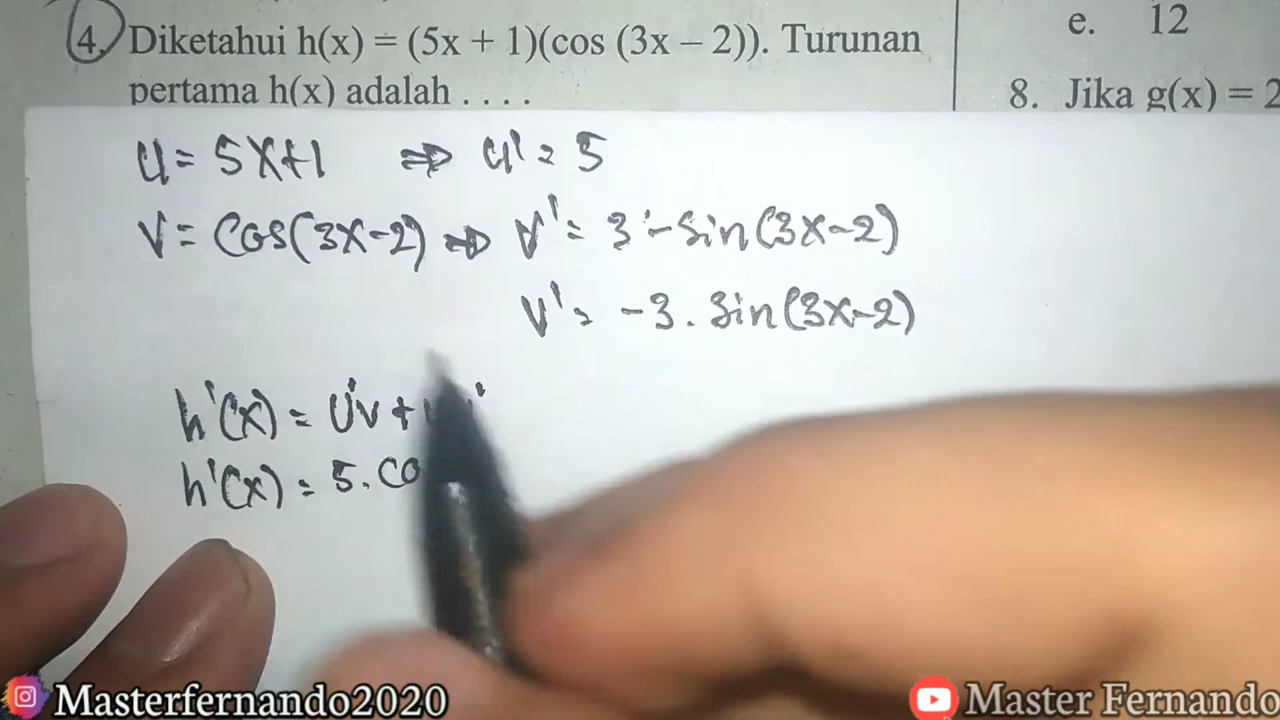 4. Diketahui h(x) = (5x + 1)(cos (3x – 2)). Turunan
pertama h(x) adalah . . . .
e. 12
8. Jika g(x) = 2
u = 5x+1 ⇒ u' = 5
v = cos(3x-2) ⇒ v' = 3·-sin(3x-2)
v' = -3 . sin(3x-2)
h'(x) = u'v +
h'(x) = 5. co
Masterfernando2020
Master Fernando